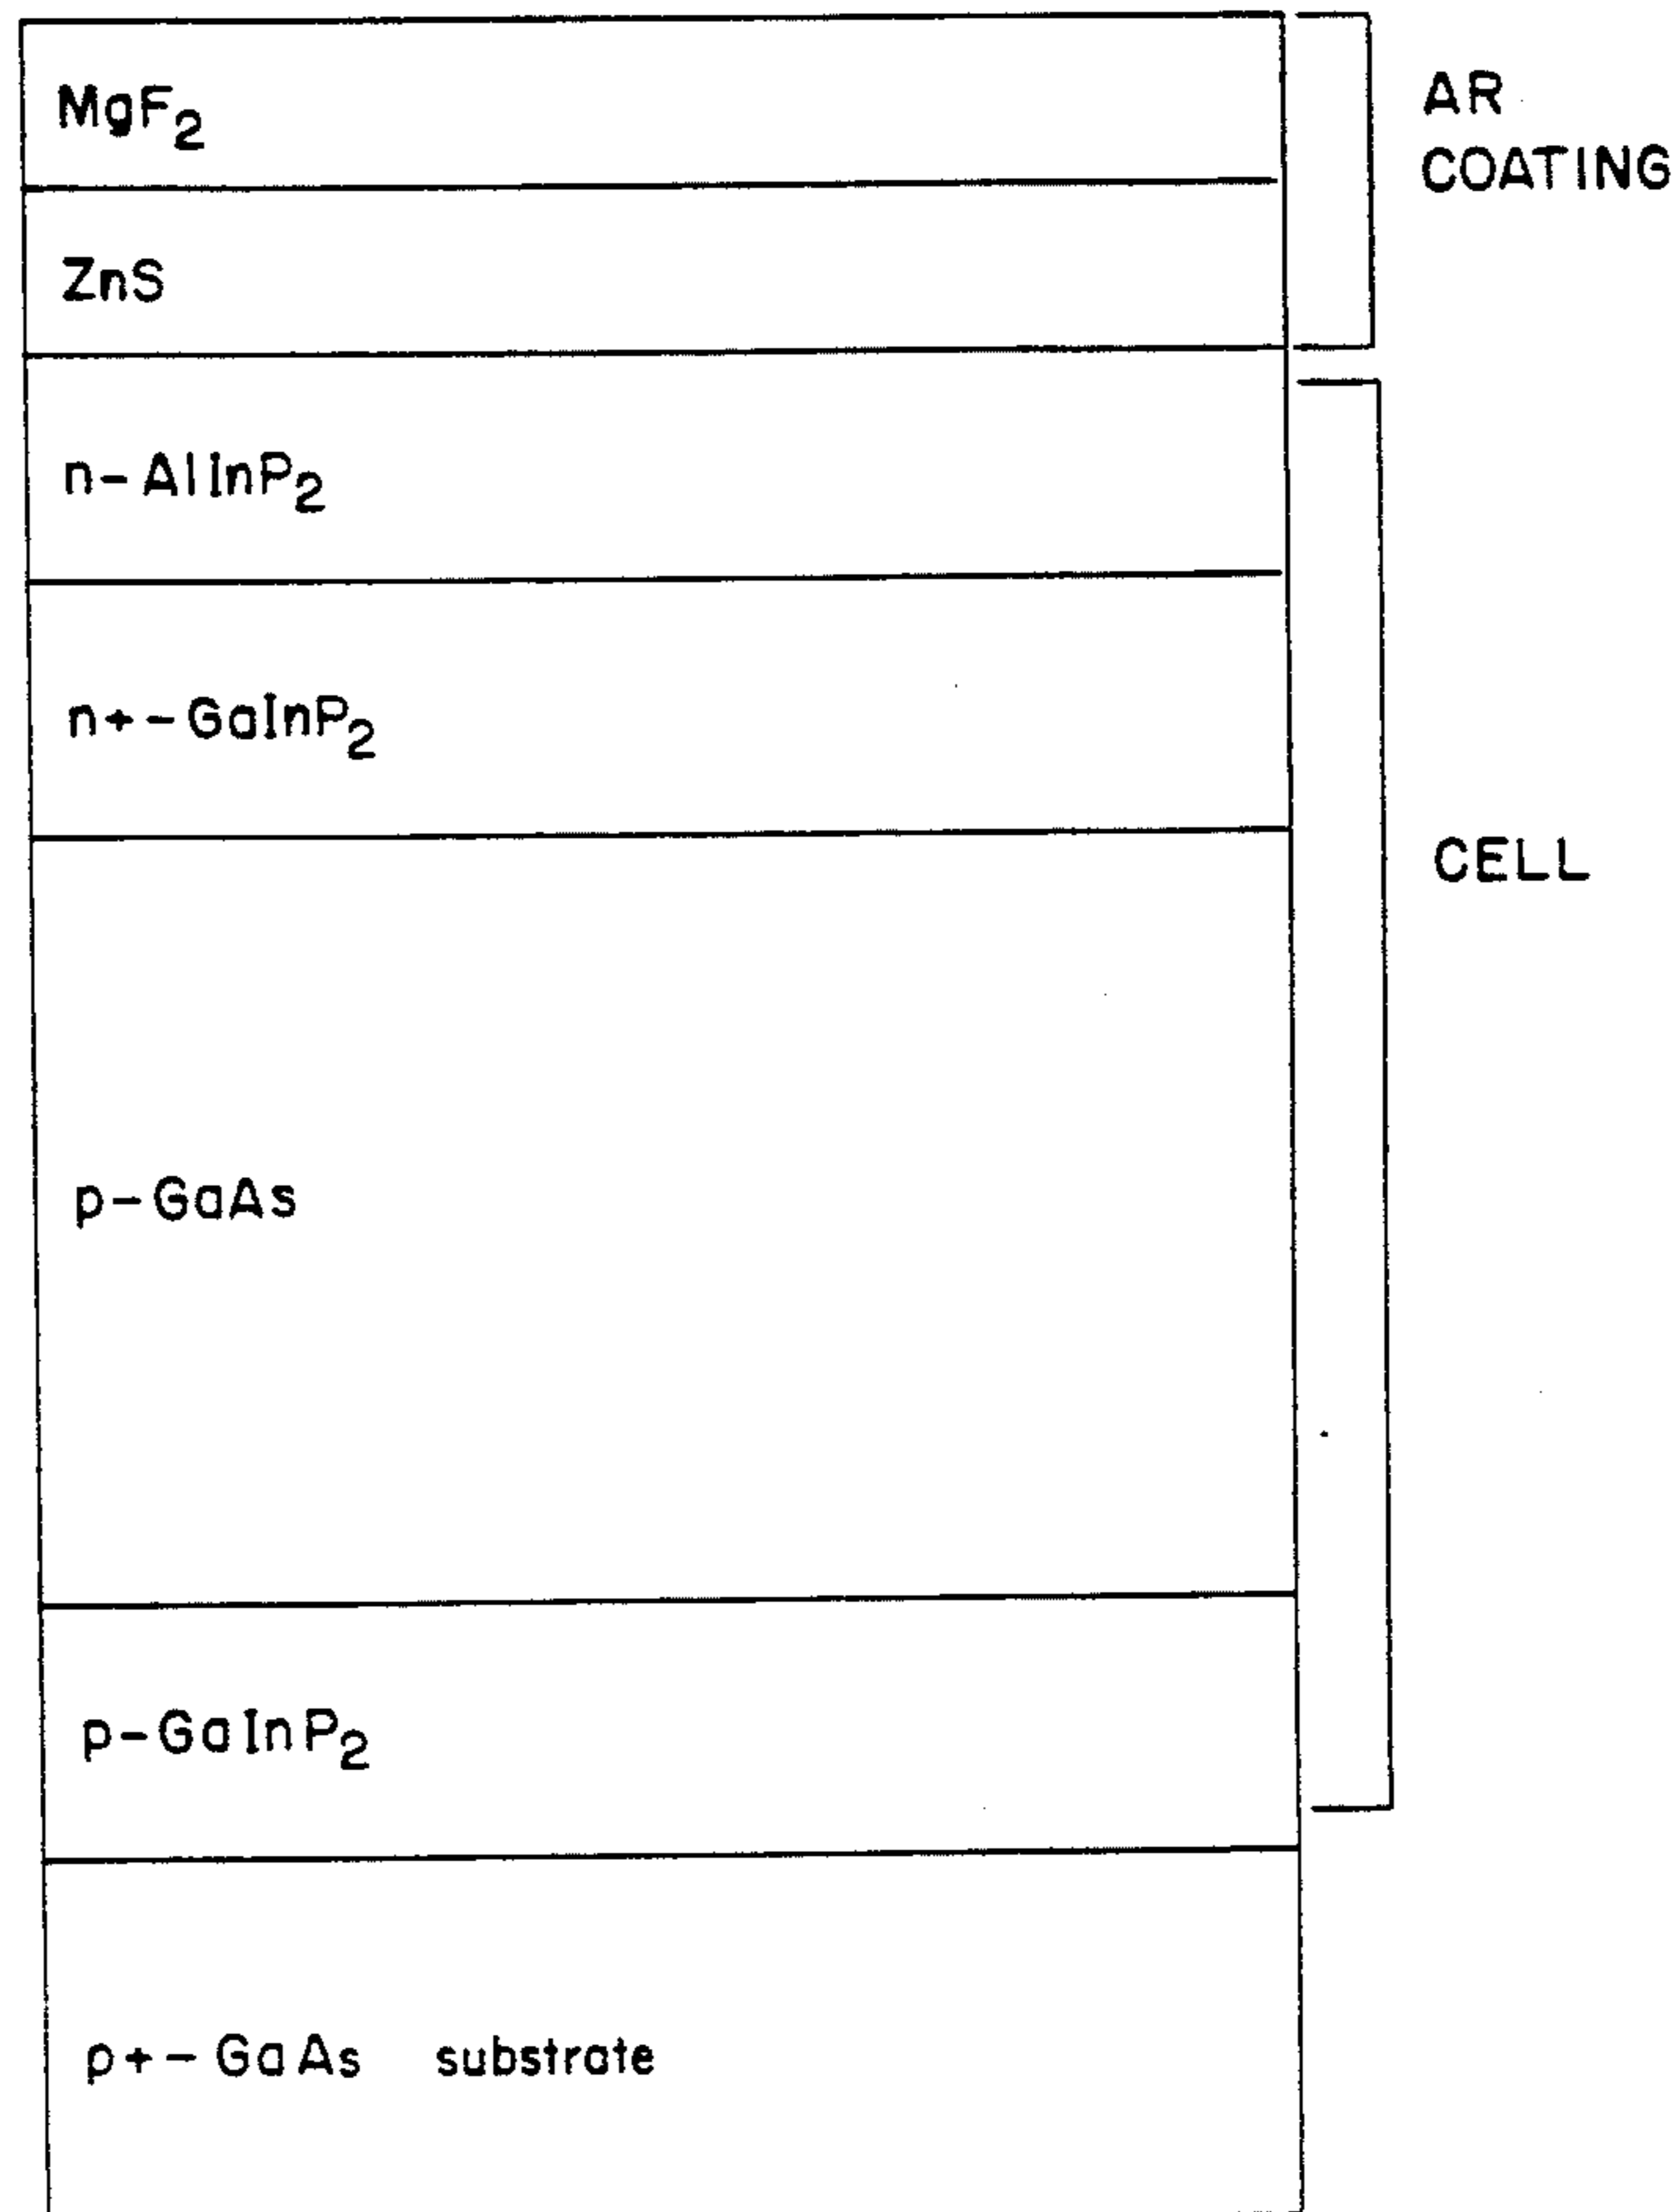 MgF₂
AR
COATING
ZnS
n-AlInP₂
n+-GaInP₂
CELL
p-GaAs
p-GaInP₂
p+-GaAs substrate